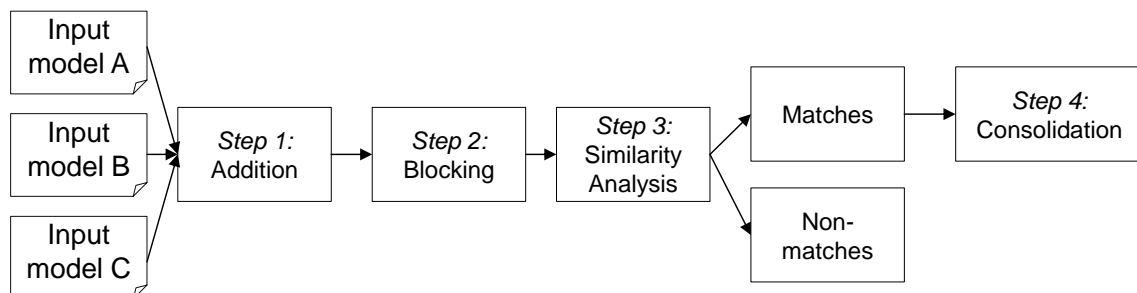 Input
model A
Input
model B
Input
model C
Step 1:
Addition
Step 2:
Blocking
Step 3:
Similarity
Analysis
Matches
Non-
matches
Step 4:
Consolidation